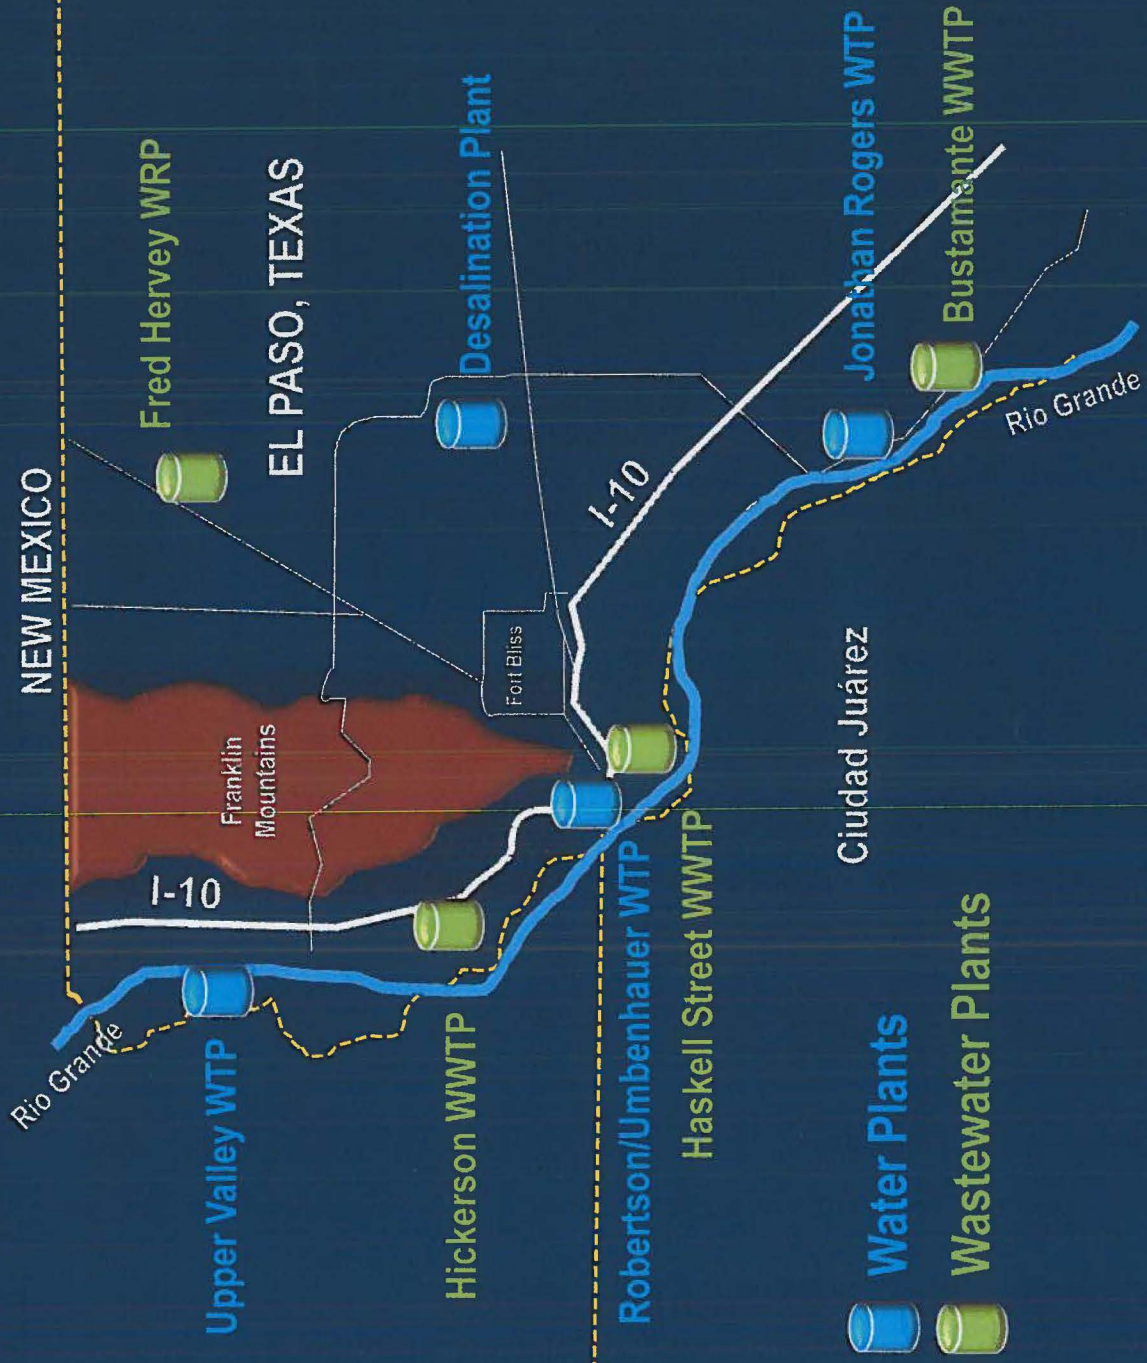 NEW MEXICO
Rio Grande
I-10
Franklin
Mountains
Fred Hervey WRP
EL PASO, TEXAS
Upper Valley WTP
Hickerson WWTP
Fort Bliss
Desalination Plant
I-10
Robertson/Umbenhauer WTP
Haskell Street WWTP
Ciudad Juárez
Jonathan Rogers WTP
Bustamante WWTP
Rio Grande
Water Plants
Wastewater Plants